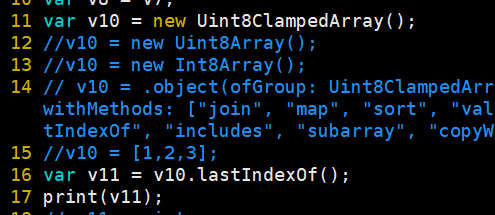 var v8 = v7;
11 var v10 = new Uint8ClampedArray();
12 //v10 = new Uint8Array();
13 //v10 = new Int8Array();
14 // v10 = .object(ofGroup: Uint8ClampedArr
withMethods: ["join", "map", "sort", "val
tIndexOf", "includes", "subarray", "copyW
15 //v10 = [1,2,3];
16 var v11 = v10.lastIndexOf();
17 print(v11);